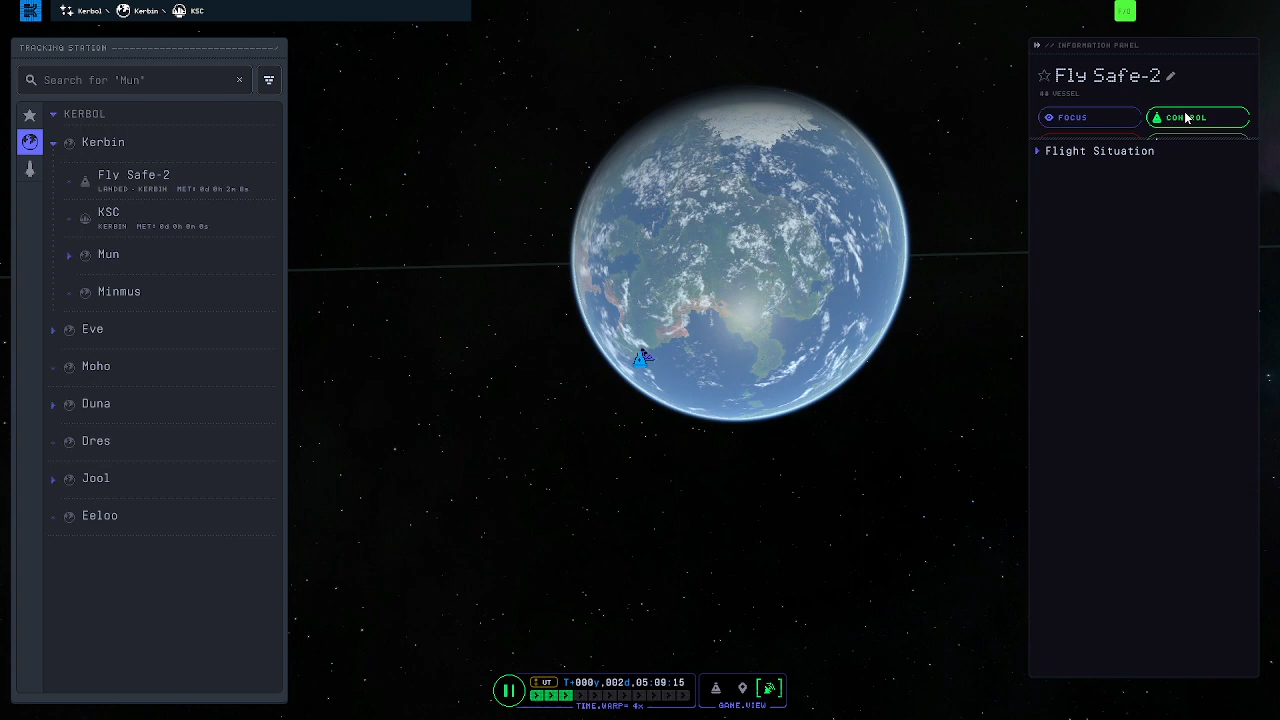 Kerbol
Kerbin
KSC
F/O
TRACKING STATION
Search for 'Mun"
×
KERBOL
Kerbin
Fly Safe-2
LANDED - KERBIN MET: 0d 0h 2m 0s
KSC
KERBIN MET: 0d 0h 0m 0s
Mun
Minmus
Eve
Moho
Duna
Dres
Jool
Eeloo
// INFORMATION PANEL
Fly Safe-2
VESSEL
FOCUS
CONTROL
Flight Situation
UT
T+000y,002d,05:09:15
TIME.WARP= 4x
GAME.VIEW